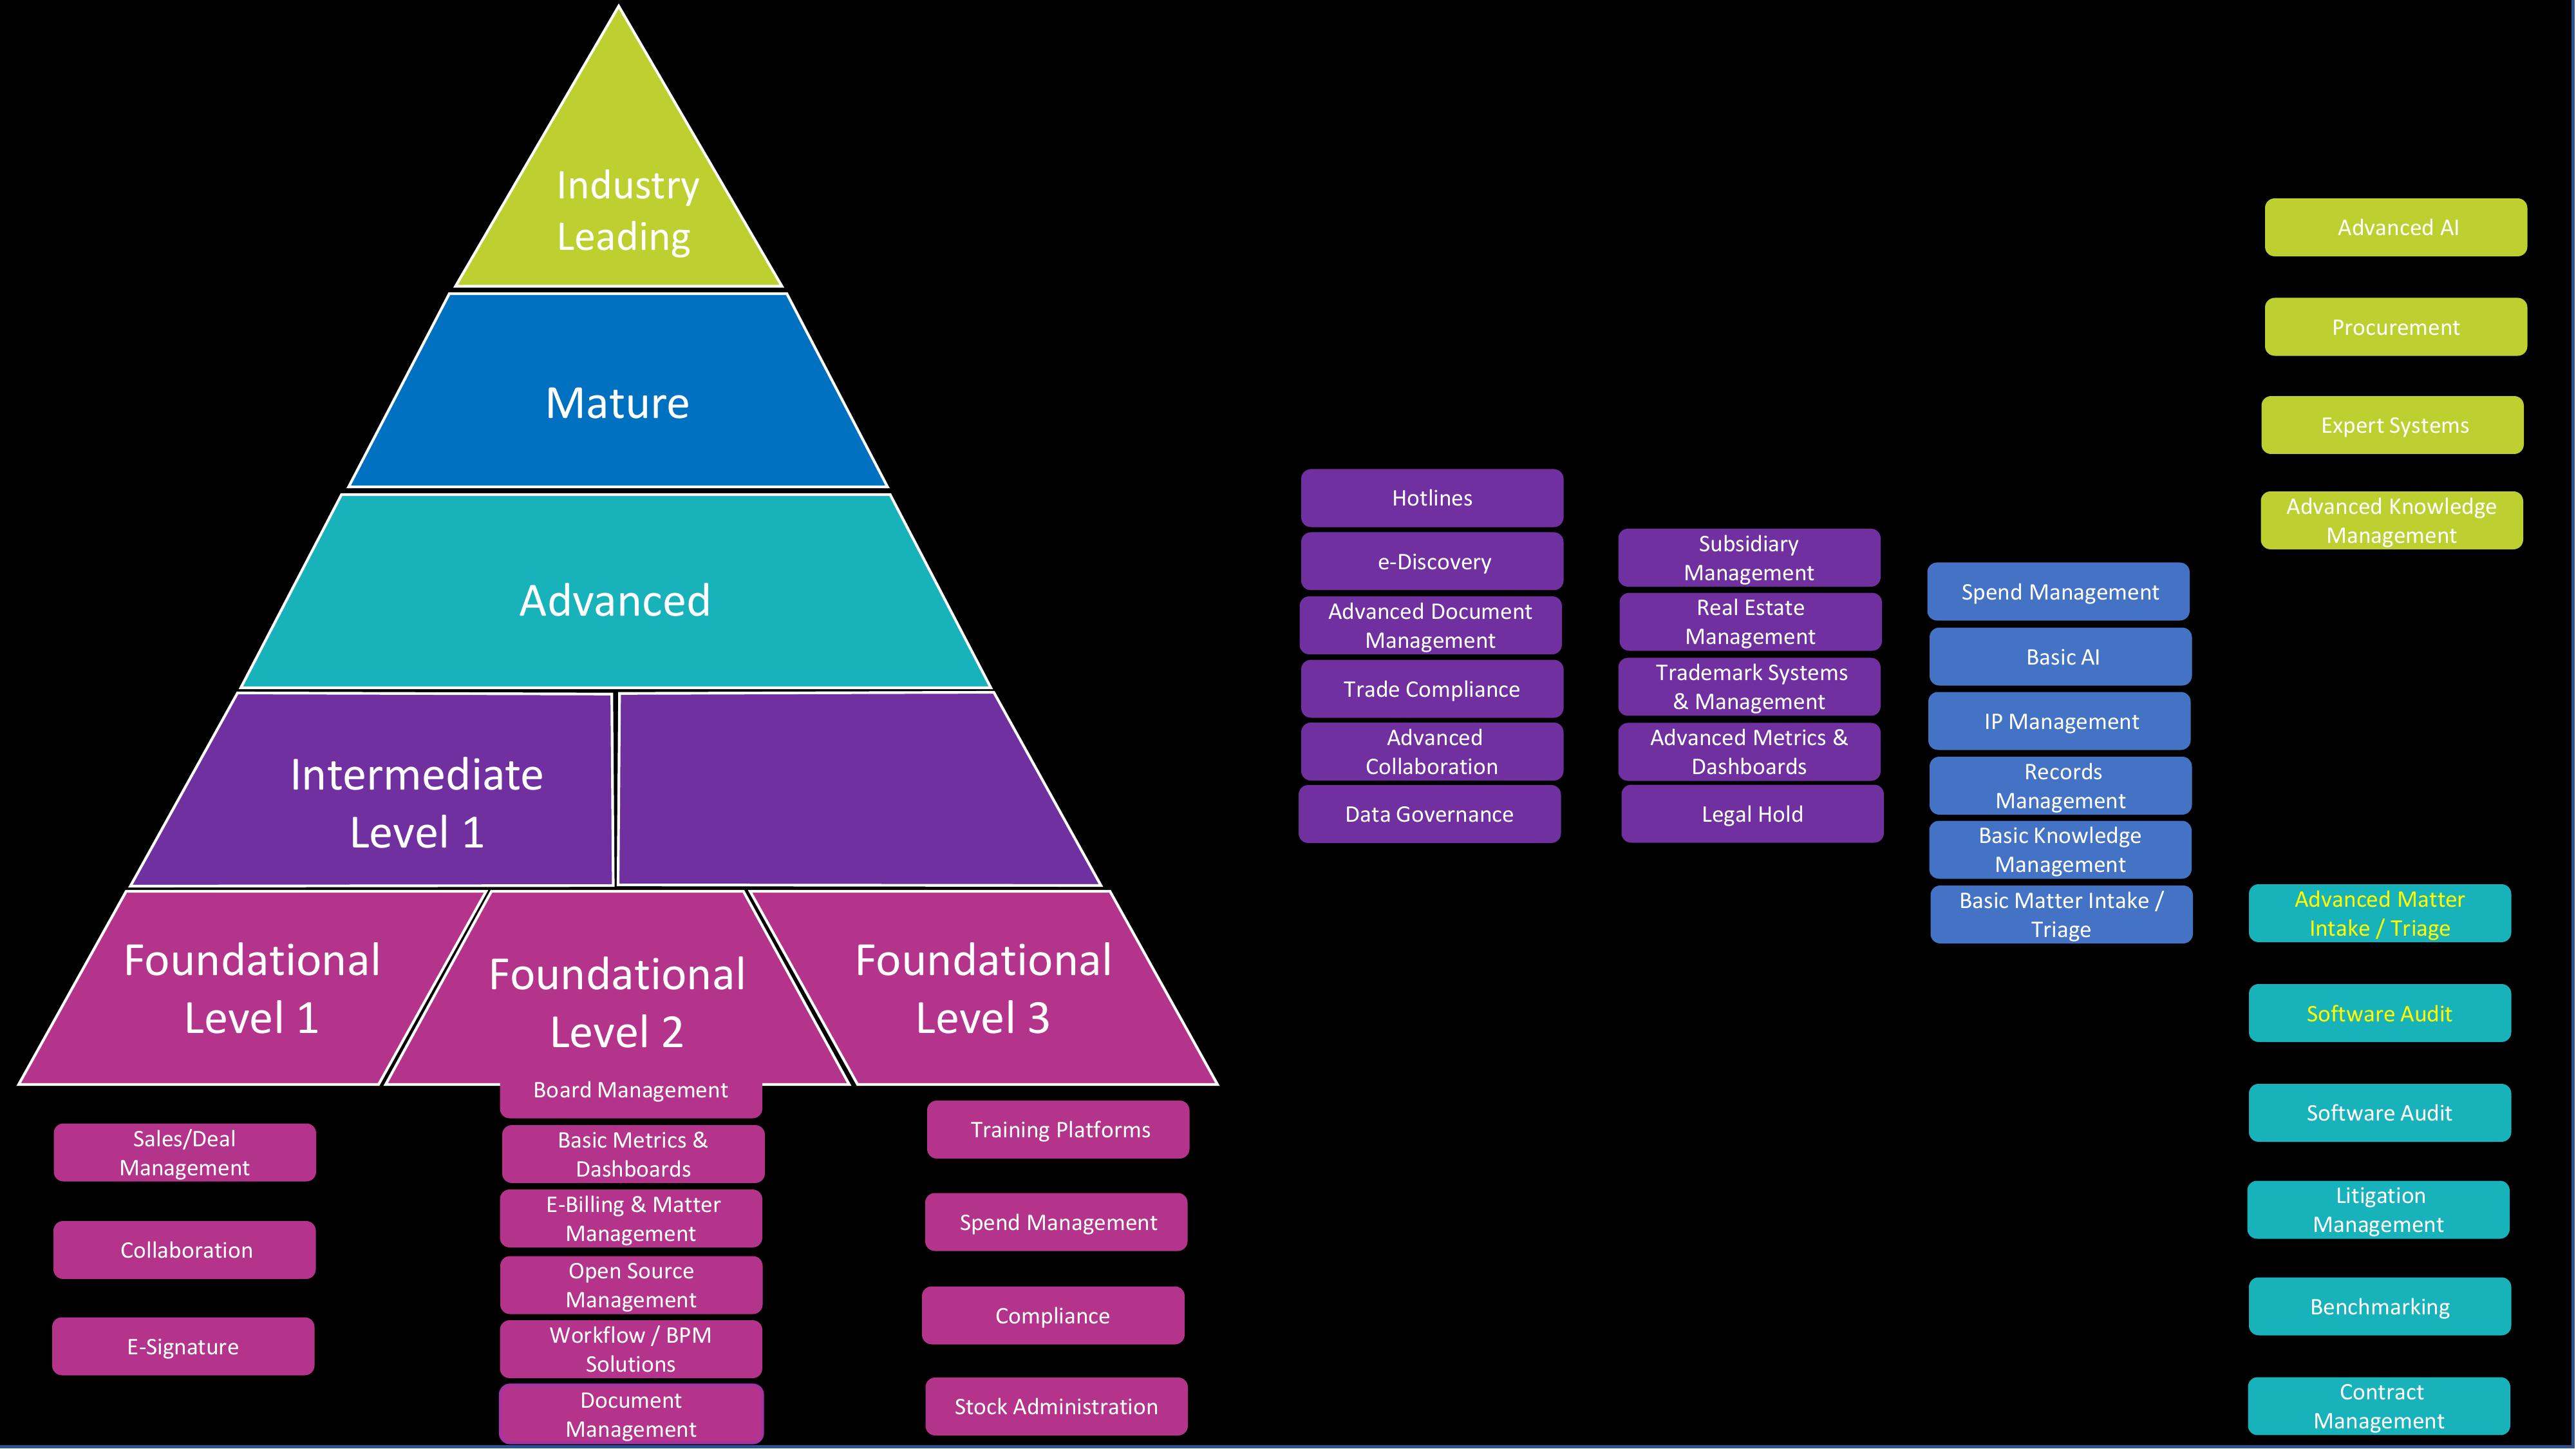 Industry
Leading
Mature
Advanced
Intermediate
Level 1
Foundational
Level 1
Foundational
Level 2
Foundational
Level 3
Sales/Deal
Management
Collaboration
E-Signature
Board Management
Basic Metrics &
Dashboards
E-Billing & Matter
Management
Open Source
Management
Workflow / BPM
Solutions
Document
Management
Training Platforms
Spend Management
Compliance
Stock Administration
Hotlines
e-Discovery
Advanced Document
Management
Trade Compliance
Advanced
Collaboration
Data Governance
Subsidiary
Management
Real Estate
Management
Trademark Systems
& Management
Advanced Metrics &
Dashboards
Legal Hold
Spend Management
Basic AI
IP Management
Records
Management
Basic Knowledge
Management
Basic Matter Intake /
Triage
Advanced AI
Procurement
Expert Systems
Advanced Knowledge
Management
Advanced Matter
Intake / Triage
Software Audit
Software Audit
Litigation
Management
Benchmarking
Contract
Management